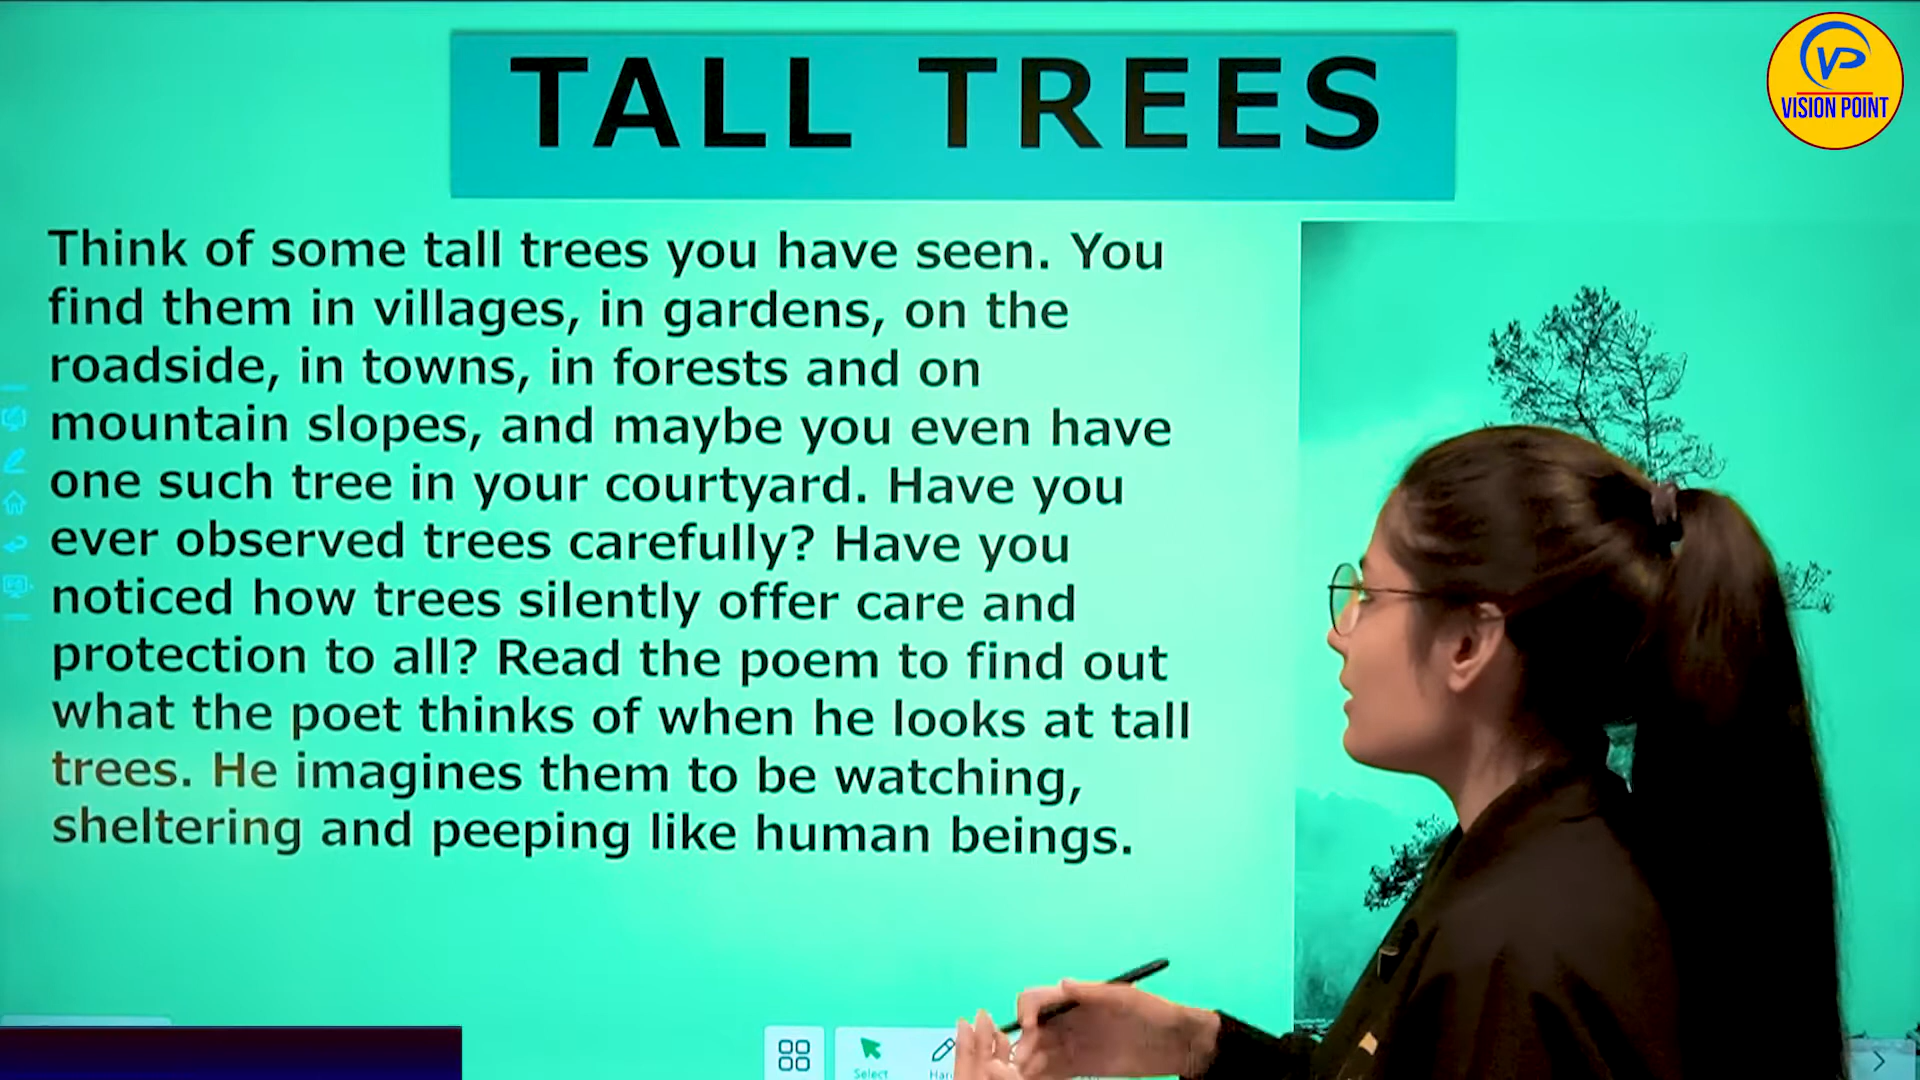 TALL TREES
VISION POINT
Think of some tall trees you have seen. You
find them in villages, in gardens, on the
roadside, in towns, in forests and on
mountain slopes, and maybe you even have
one such tree in your courtyard. Have you
ever observed trees carefully? Have you
noticed how trees silently offer care and
protection to all? Read the poem to find out
what the poet thinks of when he looks at tall
trees. He imagines them to be watching,
sheltering and peeping like human beings.
Select